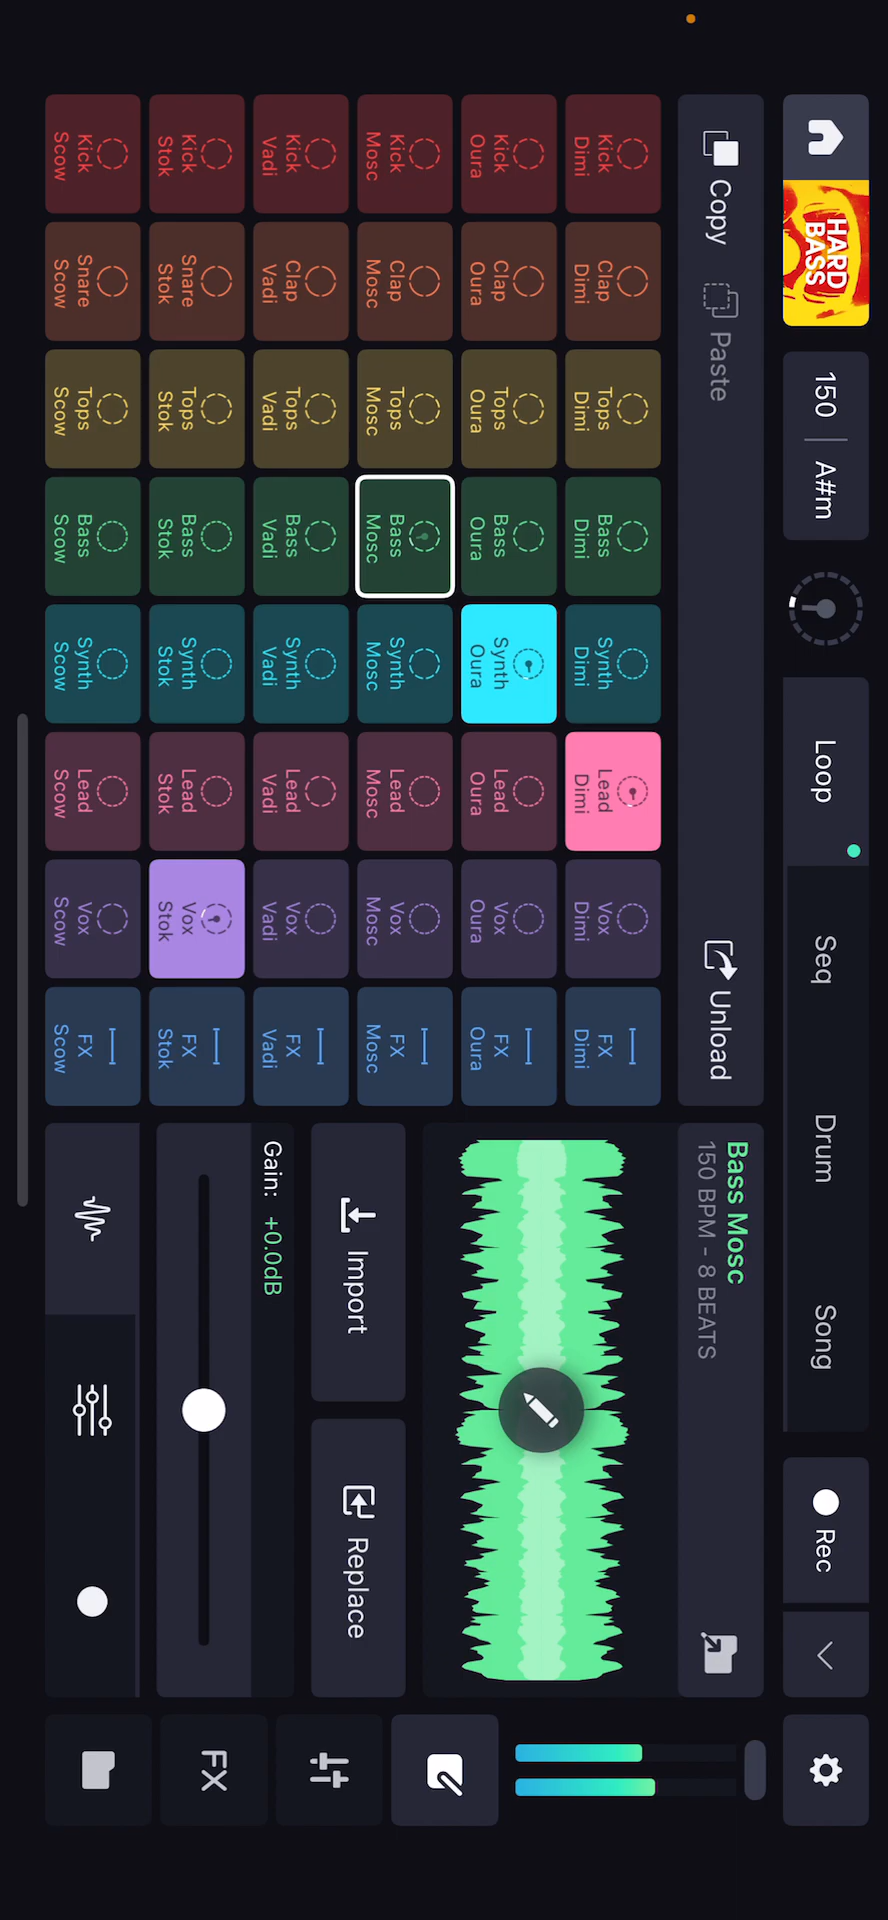 HARD
BASS
150
A#m
Loop
Seq
Drum
Song
Rec
Copy
Paste
Unload
Bass Mosc
150 BPM - 8 BEATS
Kick
Dimi
Clap
Dimi
Tops
Dimi
Bass
Dimi
Synth
Dimi
Lead
Dimi
Vox
Dimi
FX
Dimi
Kick
Oura
Clap
Oura
Tops
Oura
Bass
Oura
Synth
Oura
Lead
Oura
Vox
Oura
FX
Oura
Kick
Mosc
Clap
Mosc
Tops
Mosc
Bass
Mosc
Synth
Mosc
Lead
Mosc
Vox
Mosc
FX
Mosc
Kick
Vadi
Clap
Vadi
Tops
Vadi
Bass
Vadi
Synth
Vadi
Lead
Vadi
Vox
Vadi
FX
Vadi
Kick
Stok
Snare
Stok
Tops
Stok
Bass
Stok
Synth
Stok
Lead
Stok
Vox
Stok
FX
Stok
Kick
Scow
Snare
Scow
Tops
Scow
Bass
Scow
Synth
Scow
Lead
Scow
Vox
Scow
FX
Scow
Import
Replace
Gain: +0.0dB
FX